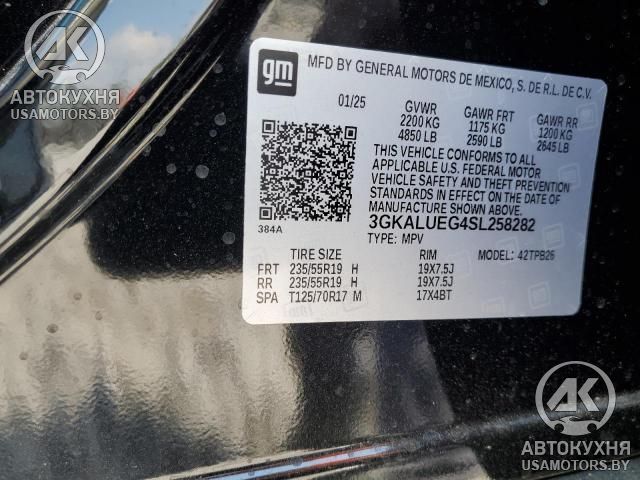 АК
АВТОКУХНЯ
USAMOTORS.BY
gm
MFD BY GENERAL MOTORS DE MEXICO, S. DE R.L. DE C.V.
01/25 GVWR GAWR FRT GAWR RR
2200 KG 1175 KG 1200 KG
4850 LB 2590 LB 2645 LB
THIS VEHICLE CONFORMS TO ALL
APPLICABLE U.S. FEDERAL MOTOR
VEHICLE SAFETY AND THEFT PREVENTION
STANDARDS IN EFFECT ON THE DATE OF
MANUFACTURE SHOWN ABOVE.
384A
3GKALUEG4SL258282
TYPE: MPV MODEL: 42TPB26
TIRE SIZE RIM
FRT 235/55R19 H 19X7.5J
RR 235/55R19 H 19X7.5J
SPA T125/70R17 M 17X4BT
АК
АВТОКУХНЯ
USAMOTORS.BY